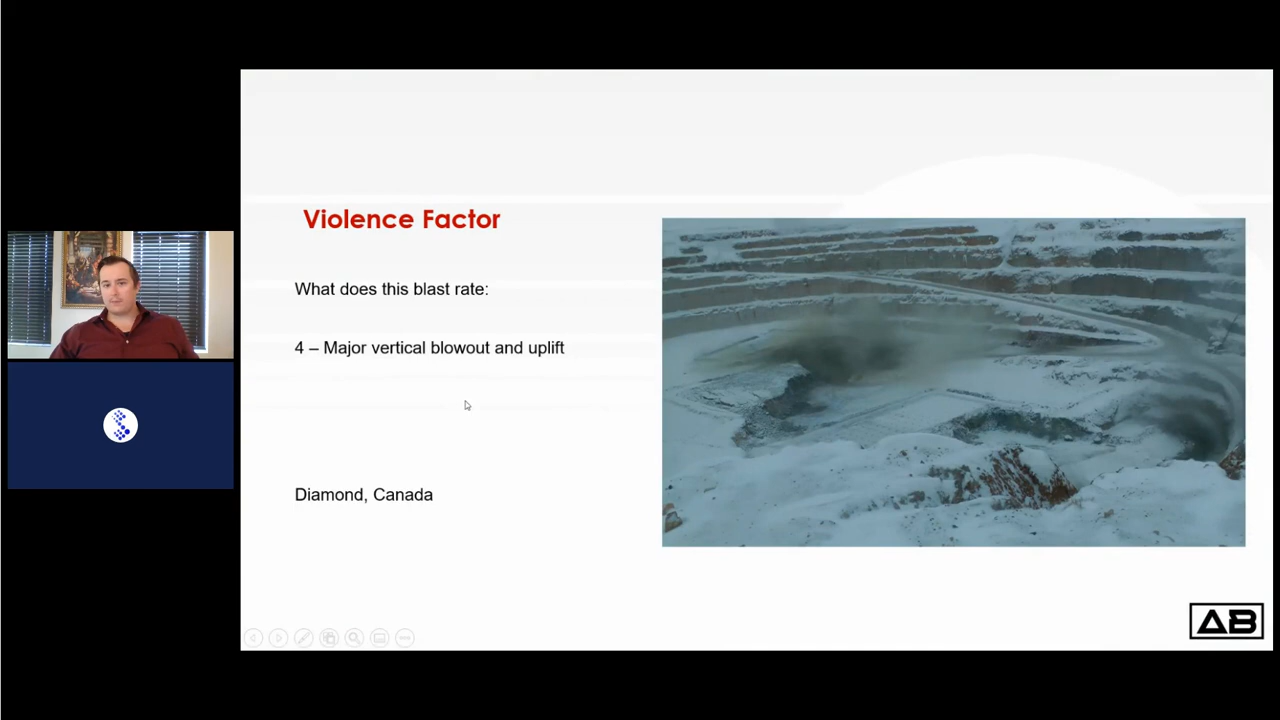 Violence Factor
What does this blast rate:
4 – Major vertical blowout and uplift
Diamond, Canada
AB